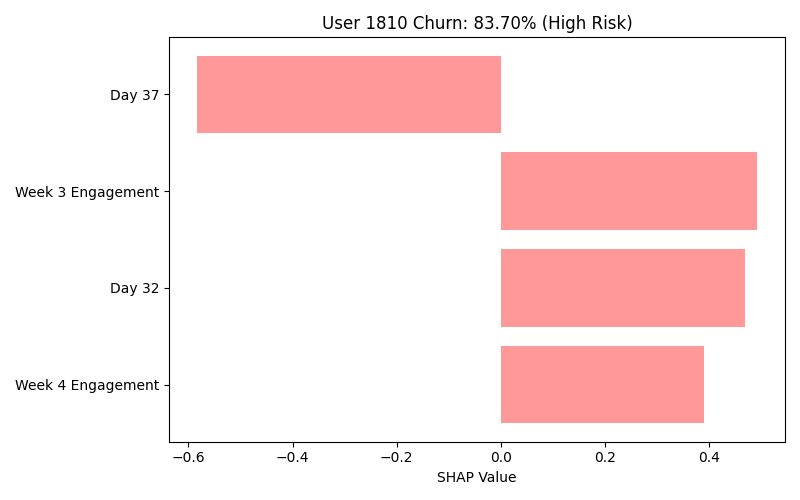 User 1810 Churn: 83.70% (High Risk)
Day 37
Week 3 Engagement
Day 32
Week 4 Engagement
−0.6 −0.4 −0.2 0.0 0.2 0.4
SHAP Value